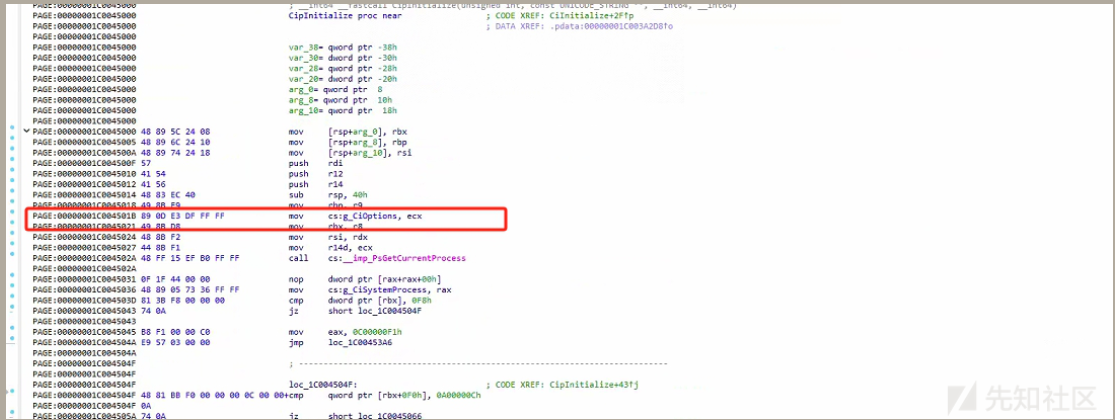 ; __int64 __fastcall CipInitialize(unsigned int, const UNICODE_STRING *, __int64, __int64)
PAGE:00000001C0045000 CipInitialize proc near ; CODE XREF: CiInitialize+2F↑p
PAGE:00000001C0045000 ; DATA XREF: .pdata:00000001C003A2D8↑o
PAGE:00000001C0045000
PAGE:00000001C0045000 var_38= qword ptr -38h
PAGE:00000001C0045000 var_30= dword ptr -30h
PAGE:00000001C0045000 var_28= qword ptr -28h
PAGE:00000001C0045000 var_20= dword ptr -20h
PAGE:00000001C0045000 arg_0= qword ptr 8
PAGE:00000001C0045000 arg_8= qword ptr 10h
PAGE:00000001C0045000 arg_10= qword ptr 18h
PAGE:00000001C0045000
PAGE:00000001C0045000 48 89 5C 24 08 mov [rsp+arg_0], rbx
PAGE:00000001C0045005 48 89 6C 24 10 mov [rsp+arg_8], rbp
PAGE:00000001C004500A 48 89 74 24 18 mov [rsp+arg_10], rsi
PAGE:00000001C004500F 57 push rdi
PAGE:00000001C0045010 41 54 push r12
PAGE:00000001C0045012 41 56 push r14
PAGE:00000001C0045014 48 83 EC 40 sub rsp, 40h
PAGE:00000001C0045018 49 8B E9 mov rbp, r9
PAGE:00000001C004501B 89 0D E3 DF FF FF mov cs:g_CiOptions, ecx
PAGE:00000001C0045021 49 8B D8 mov rbx, r8
PAGE:00000001C0045024 48 8B F2 mov rsi, rdx
PAGE:00000001C0045027 44 8B F1 mov r14d, ecx
PAGE:00000001C004502A 48 FF 15 EF B0 FF FF call cs:__imp_PsGetCurrentProcess
PAGE:00000001C004502A
PAGE:00000001C0045031 0F 1F 44 00 00 nop dword ptr [rax+rax+00h]
PAGE:00000001C0045036 48 89 05 73 36 FF FF mov cs:g_CiSystemProcess, rax
PAGE:00000001C004503D 81 3B F8 00 00 00 cmp dword ptr [rbx], 0F8h
PAGE:00000001C0045043 74 0A jz short loc_1C004504F
PAGE:00000001C0045043
PAGE:00000001C0045045 B8 F1 00 00 C0 mov eax, 0C00000F1h
PAGE:00000001C004504A E9 57 03 00 00 jmp loc_1C00453A6
PAGE:00000001C004504A
PAGE:00000001C004504F ; ---------------------------------------------------------------------------
PAGE:00000001C004504F
PAGE:00000001C004504F loc_1C004504F: ; CODE XREF: CipInitialize+43↑j
PAGE:00000001C004504F 48 81 BB F0 00 00 00 0C 00 00+cmp qword ptr [rbx+0F0h], 0A00000Ch
PAGE:00000001C004504F 0A
PAGE:00000001C004505A 74 0A jz short loc_1C0045066
先知社区